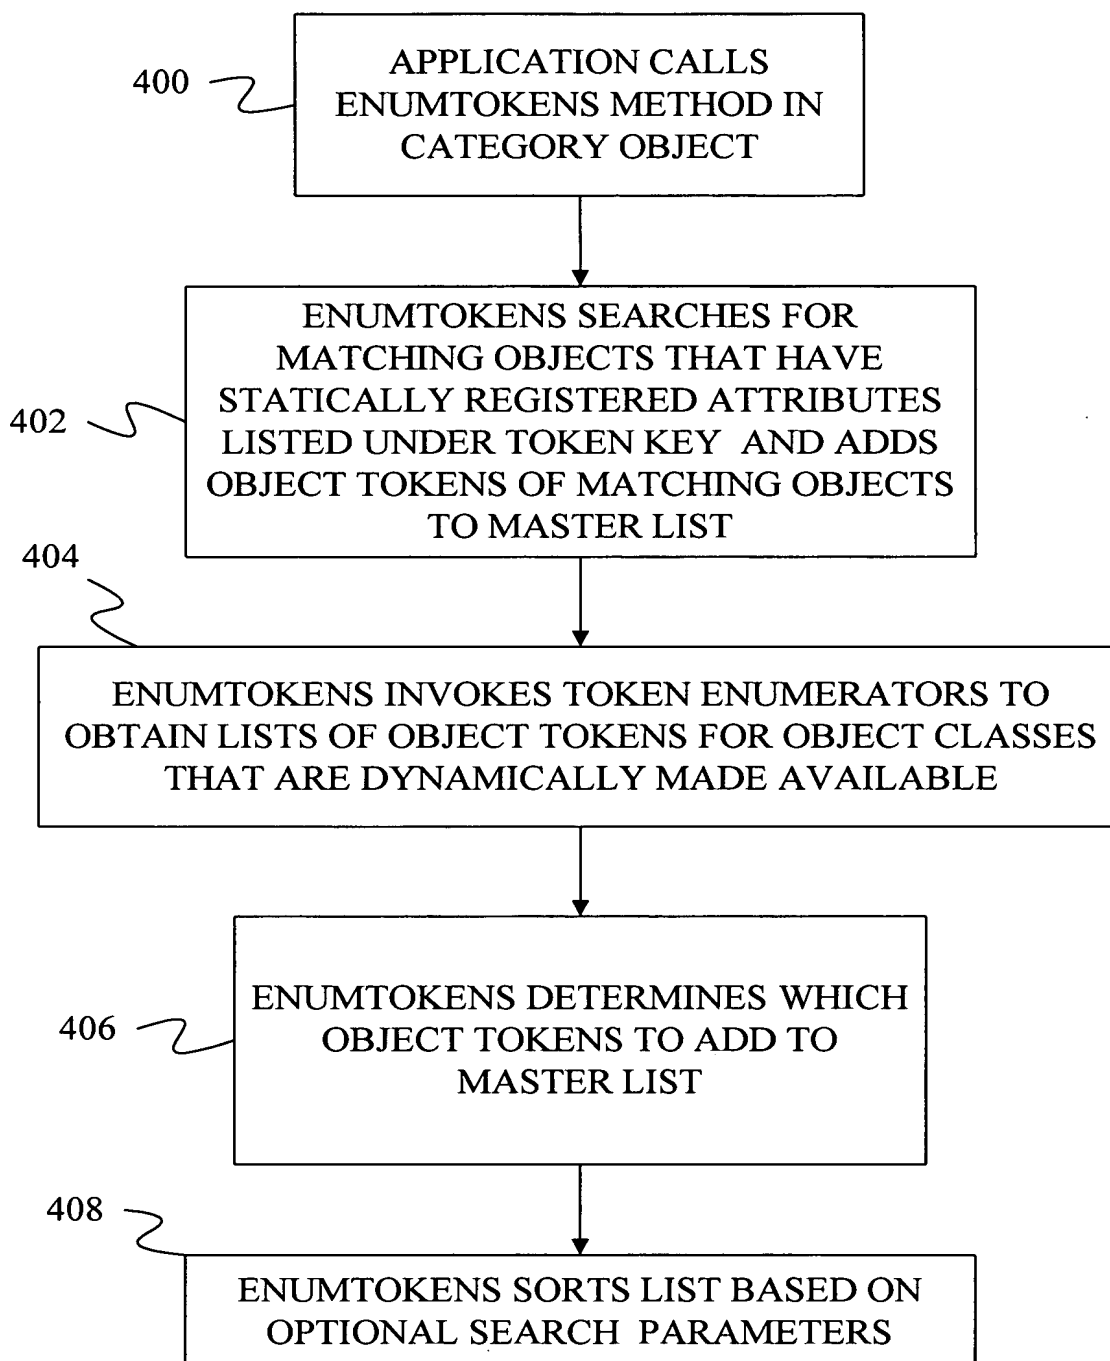 400
APPLICATION CALLS
ENUMTOKENS METHOD IN
CATEGORY OBJECT
402
ENUMTOKENS SEARCHES FOR
MATCHING OBJECTS THAT HAVE
STATICALLY REGISTERED ATTRIBUTES
LISTED UNDER TOKEN KEY AND ADDS
OBJECT TOKENS OF MATCHING OBJECTS
TO MASTER LIST
404
ENUMTOKENS INVOKES TOKEN ENUMERATORS TO
OBTAIN LISTS OF OBJECT TOKENS FOR OBJECT CLASSES
THAT ARE DYNAMICALLY MADE AVAILABLE
406
ENUMTOKENS DETERMINES WHICH
OBJECT TOKENS TO ADD TO
MASTER LIST
408
ENUMTOKENS SORTS LIST BASED ON
OPTIONAL SEARCH PARAMETERS